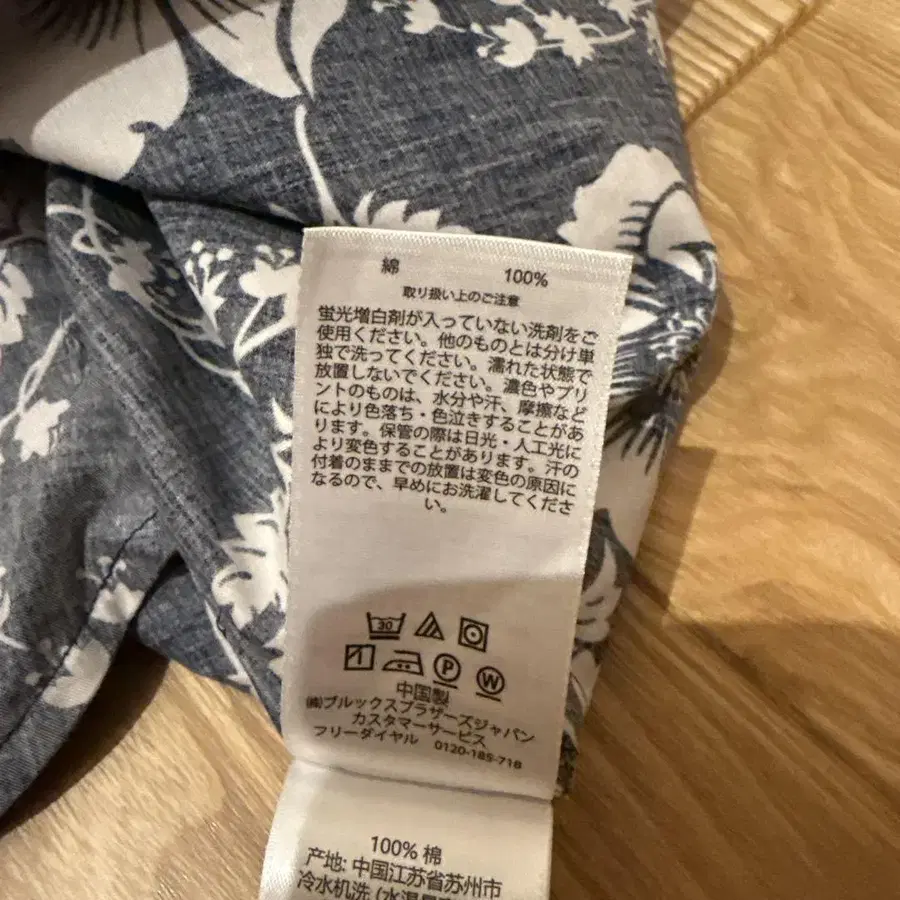 綿 100%
取り扱い上のご注意
蛍光増白剤が入っていない洗剤をご
使用ください。他のものとは分け単
独で洗ってください。濡れた状態で
放置しないでください。濃色やプリ
ントのものは、水分や汗、摩擦など
により色落ち・色泣きすることがあ
ります。保管の際は日光・人工光に
より変色することがあります。汗の
付着のままでの放置は変色の原因に
なるので、早めにお洗濯してくださ
い。
30
P W
中国製
㈱ブルックスブラザーズジャパン
カスタマーサービス
フリーダイヤル 0120-185-718
100% 棉
产地: 中国江苏省苏州市
冷水机洗 (水温